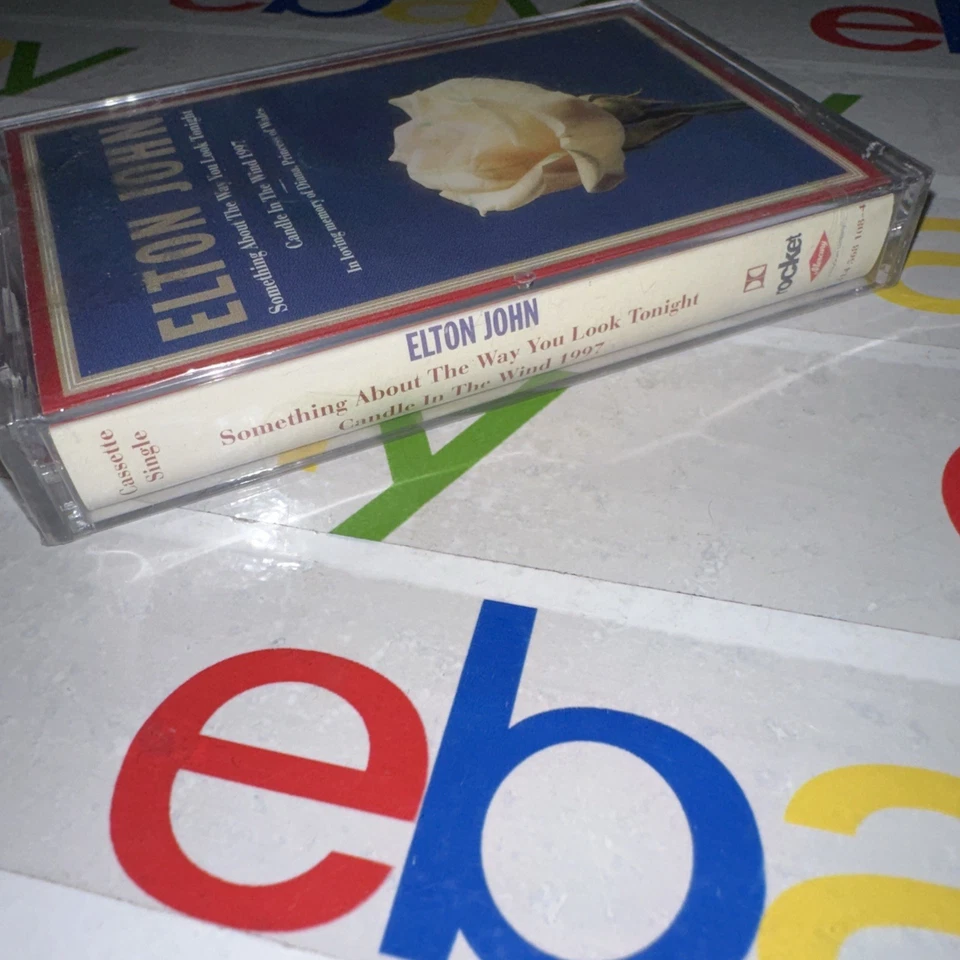 eba
e
y
ELTON JOHN
Something About The Way You Look Tonight
Candle In The Wind 1997
In loving memory of Diana, Princess of Wales
ELTON JOHN
Something About The Way You Look Tonight
Candle In The Wind 1997
Cassette
Single
rocket
y
eba